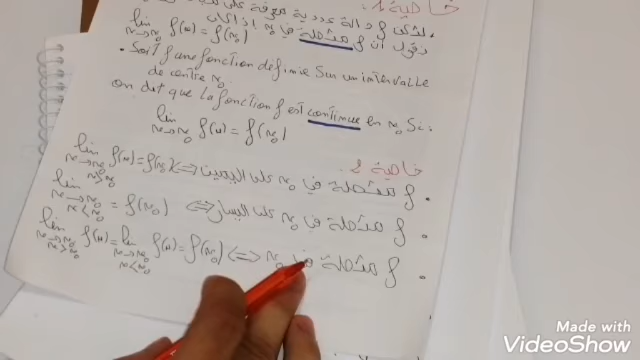 خاصية 1:
لتكن f دالة عددية معرفة على
نقول أن f متصلة في x₀ إذا كان
lim f(x) = f(x₀)
x→x₀
. Soit f une fonction définie sur un intervalle
de centre x₀
on dit que la fonction f est continue en x₀ si:
lim f(x) = f(x₀)
x→x₀
خاصية 2:
. f متصلة في x₀ على اليمين ⇔ lim f(x) = f(x₀)
x→x₀
x>x₀
. f متصلة في x₀ على اليسار ⇔ lim = f(x₀)
x→x₀
x<x₀
. f متصلة في x₀ ⇔ lim f(x) = lim f(x) = f(x₀)
x→x₀ x→x₀
x>x₀ x<x₀
Made with
VideoShow